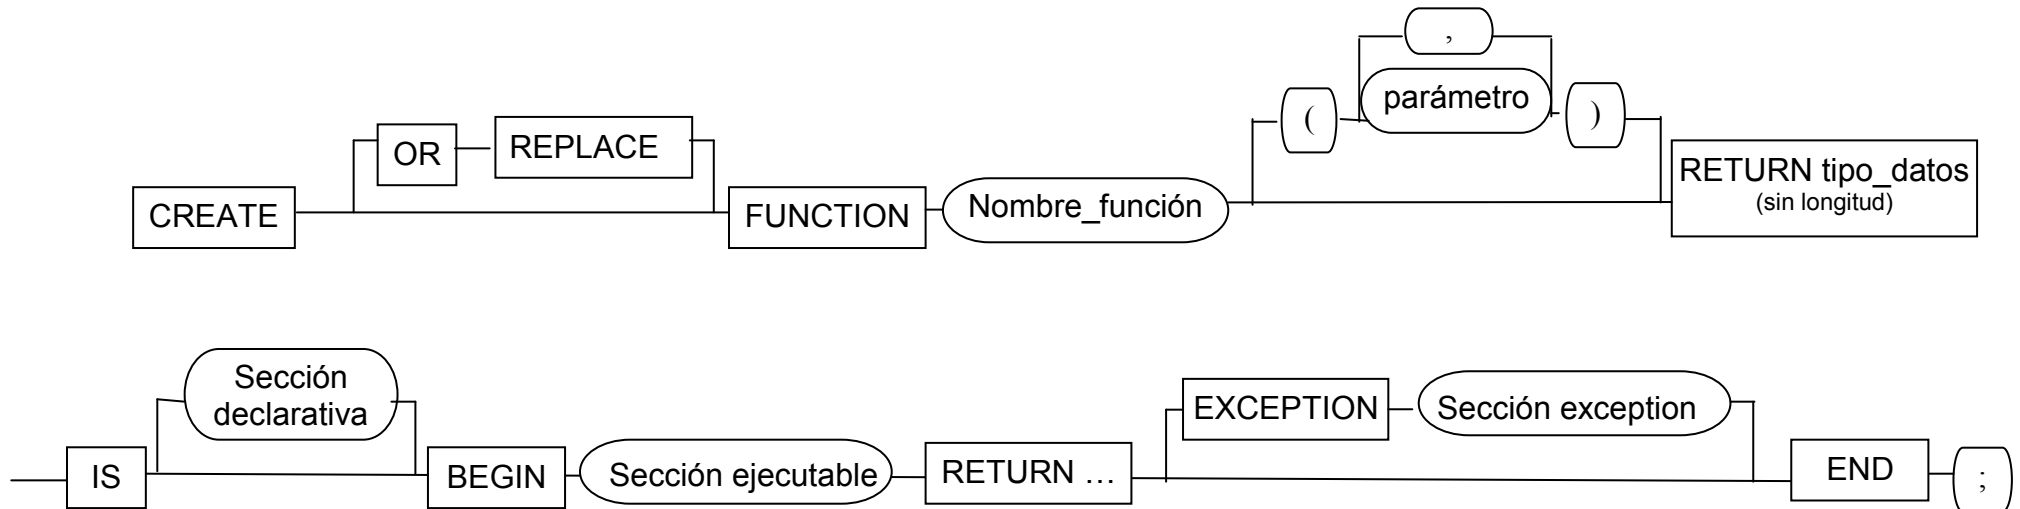 ,
( parámetro )
OR REPLACE
CREATE FUNCTION Nombre_función RETURN tipo_datos
(sin longitud)
Sección
declarativa
EXCEPTION Sección exception
IS BEGIN Sección ejecutable RETURN … END ;